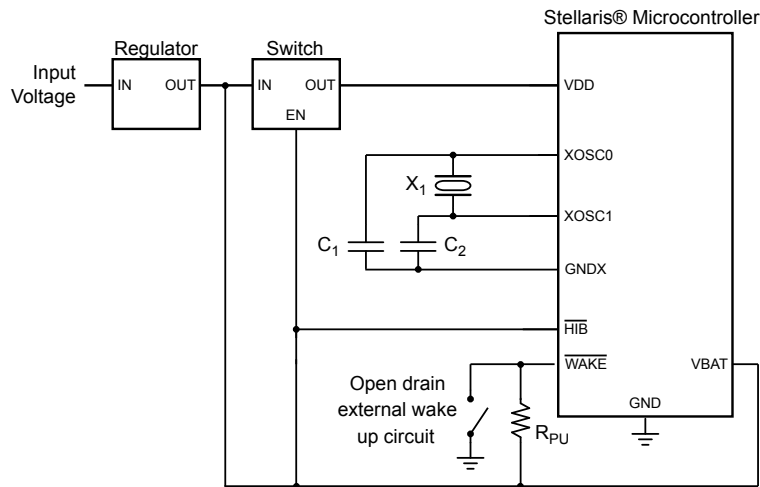 Stellaris® Microcontroller
Regulator
Switch
Input
Voltage
IN
OUT
IN
OUT
EN
VDD
XOSC0
X1
XOSC1
C1
C2
GNDX
HIB
WAKE
VBAT
Open drain
external wake
up circuit
RPU
GND